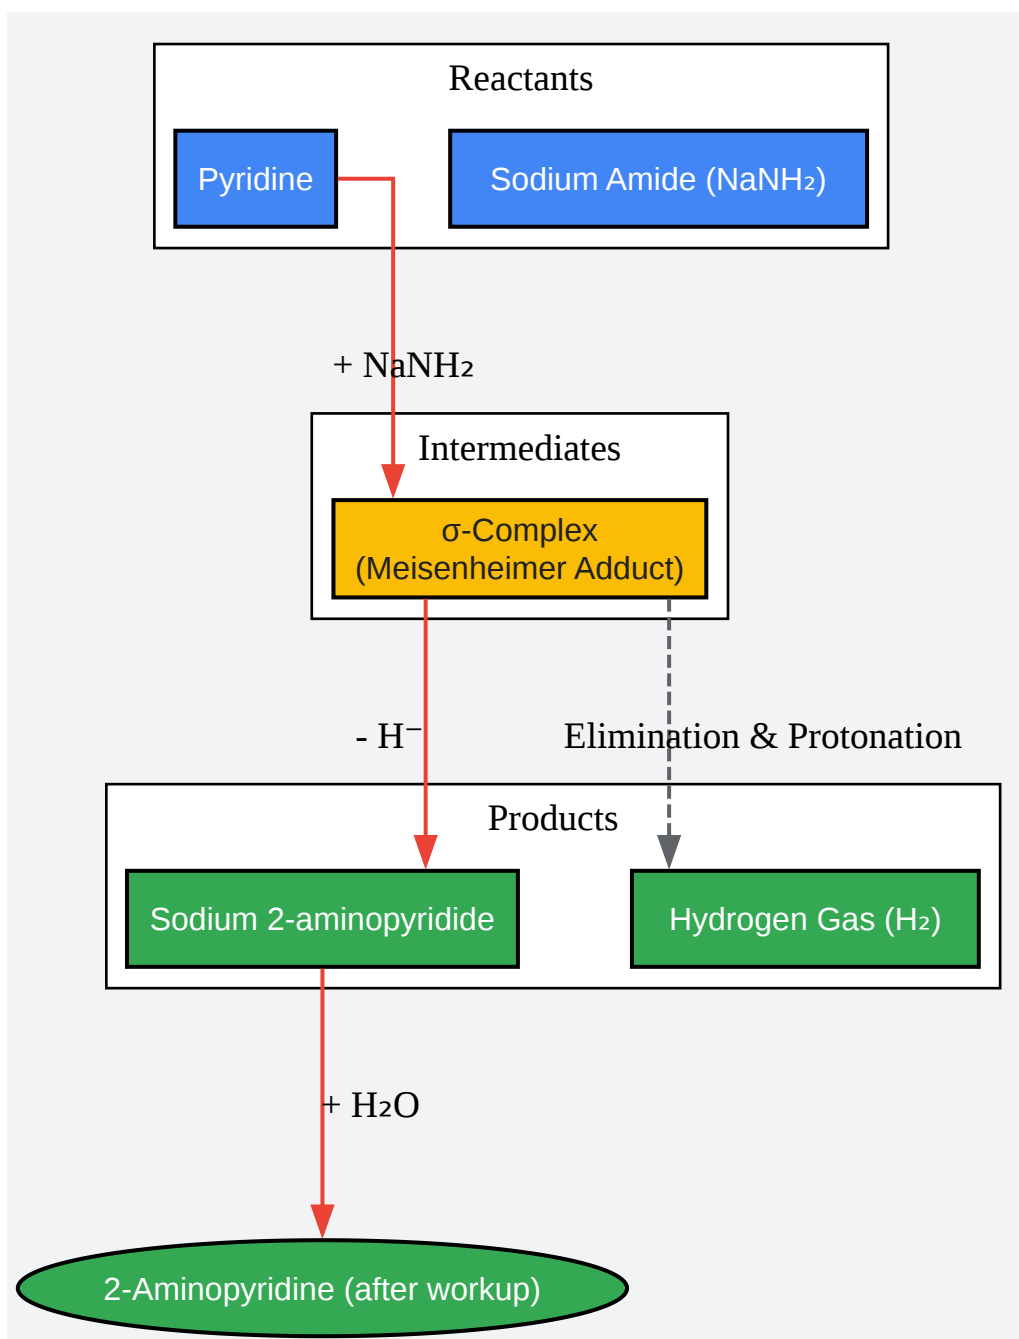 Reactants
Pyridine
Sodium Amide (NaNH₂)
+ NaNH₂
Intermediates
σ-Complex
(Meisenheimer Adduct)
- H⁻
Elimination & Protonation
Products
Sodium 2-aminopyridide
Hydrogen Gas (H₂)
+ H₂O
2-Aminopyridine (after workup)